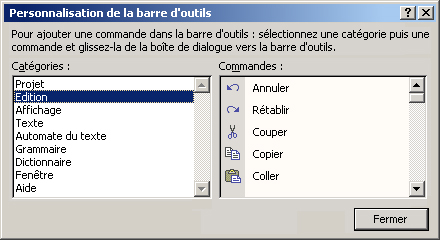 Personnalisation de la barre d'outils
Pour ajouter une commande dans la barre d'outils : sélectionnez une catégorie puis une
commande et glissez-la de la boîte de dialogue vers la barre d'outils.
Catégories :
Projet
Edition
Affichage
Texte
Automate du texte
Grammaire
Dictionnaire
Fenêtre
Aide
Commandes :
Annuler
Rétablir
Couper
Copier
Coller
Fermer